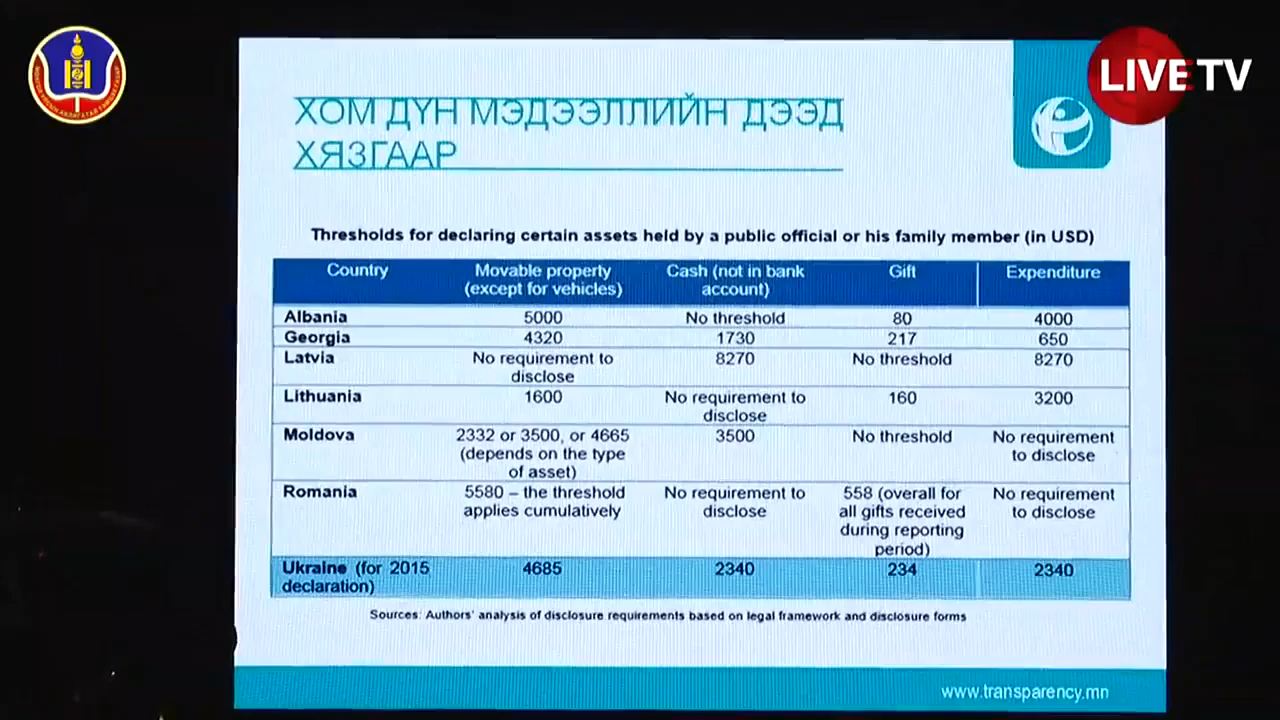 LIVE TV
ХОМ ДҮН МЭДЭЭЛЛИЙН ДЭЭД
ХЯЗГААР
Thresholds for declaring certain assets held by a public official or his family member (in USD)
Country Movable property (except for vehicles) Cash (not in bank account) Gift Expenditure
Albania 5000 No threshold 80 4000
Georgia 4320 1730 217 650
Latvia No requirement to disclose 8270 No threshold 8270
Lithuania 1600 No requirement to disclose 160 3200
Moldova 2332 or 3500, or 4665 (depends on the type of asset) 3500 No threshold No requirement to disclose
Romania 5580 – the threshold applies cumulatively No requirement to disclose 558 (overall for all gifts received during reporting period) No requirement to disclose
Ukraine (for 2015 declaration) 4685 2340 234 2340
Sources: Authors' analysis of disclosure requirements based on legal framework and disclosure forms
www.transparency.mn